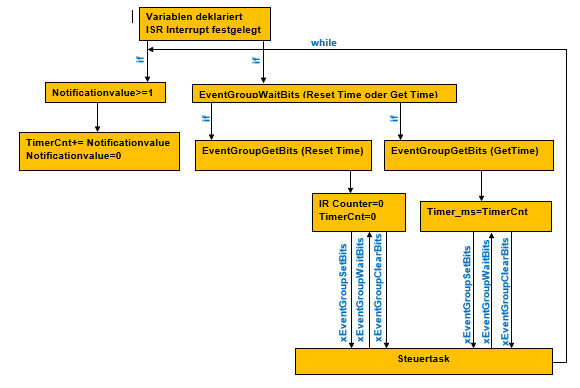 Variablen deklariert
ISR Interrupt festgelegt
while
if
if
Notificationvalue>=1
EventGroupWaitBits (Reset Time oder Get Time)
if
if
TimerCnt+= Notificationvalue
Notificationvalue=0
EventGroupGetBits (Reset Time)
EventGroupGetBits (GetTime)
IR Counter=0
TimerCnt=0
Timer_ms=TimerCnt
xEventGroupSetBits
xEventGroupWaitBits
xEventGroupClearBits
xEventGroupSetBits
xEventGroupWaitBits
xEventGroupClearBits
Steuertask